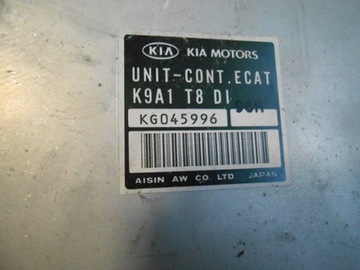 KIA KIA MOTORS
UNIT-CONT.ECAT
K9A1 T8 DI
KG045996
AISIN AW CO. LTD JAPAN